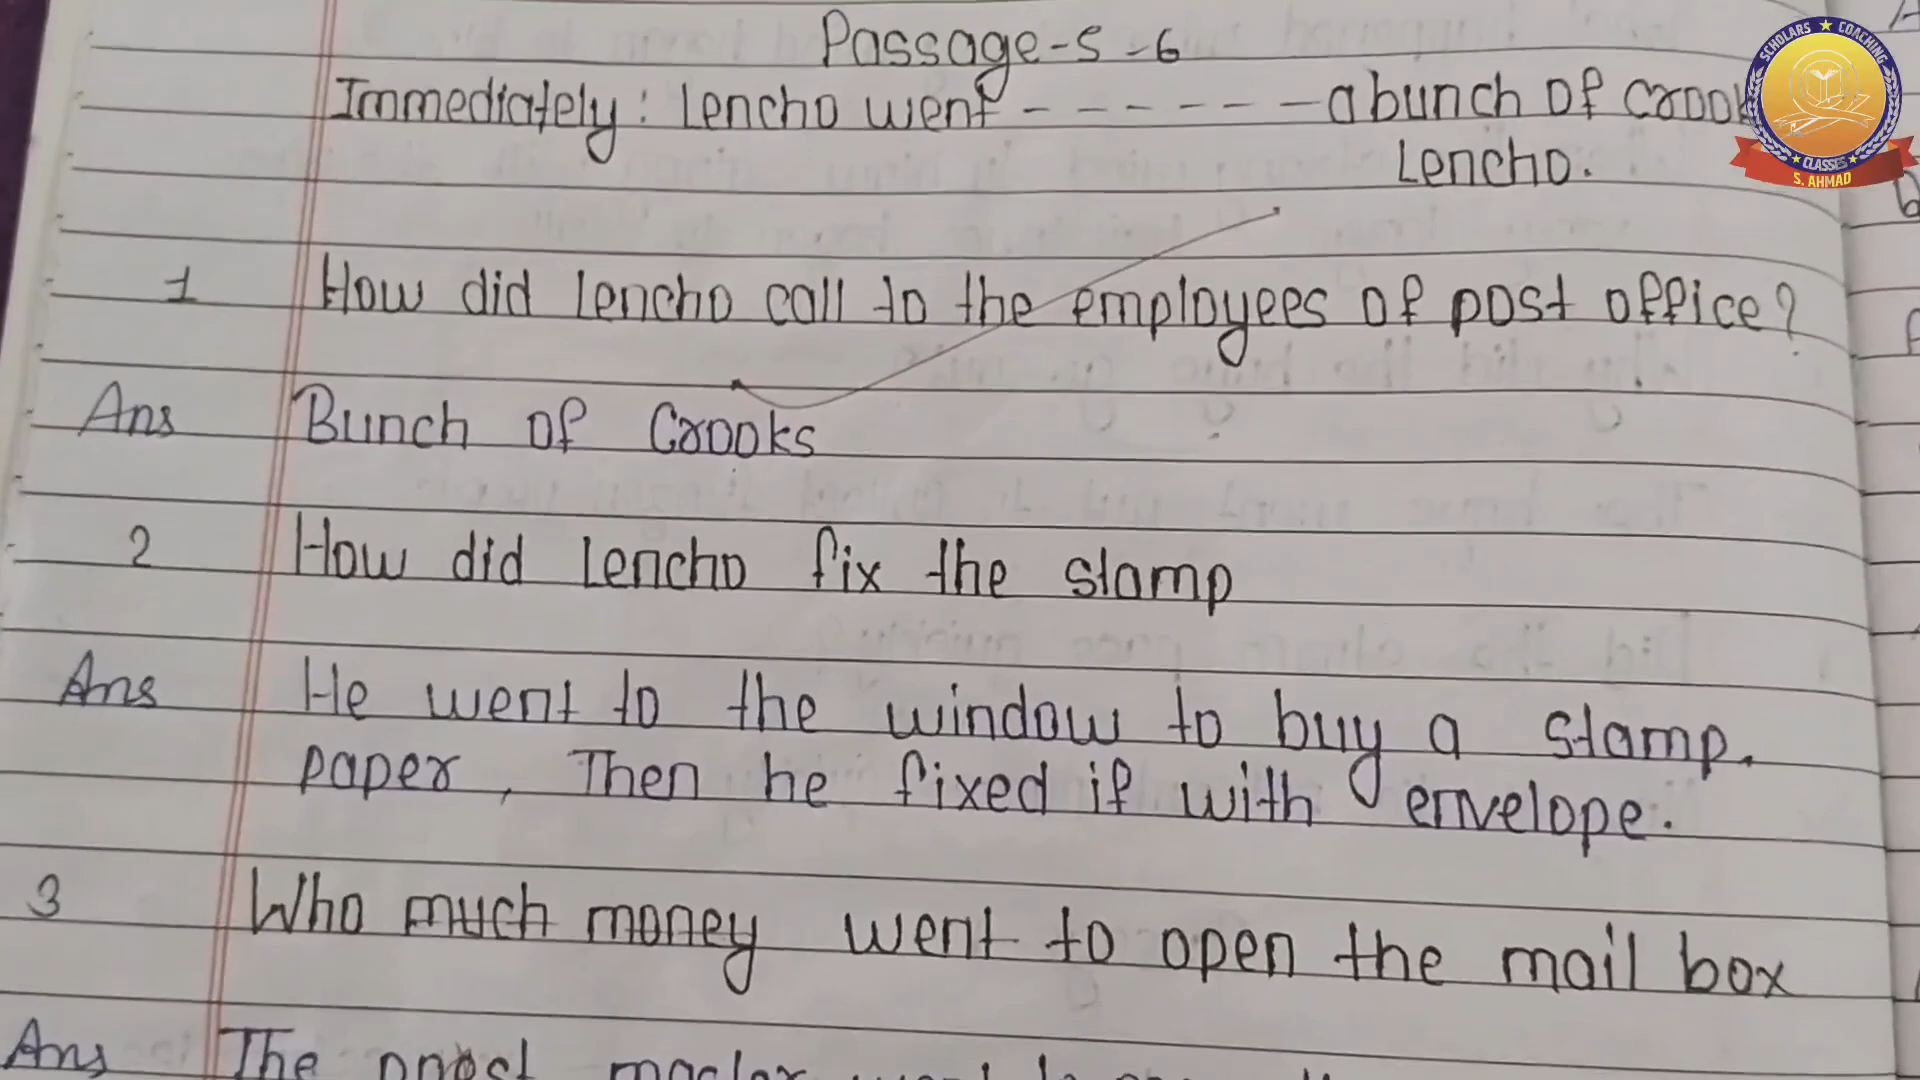 Passage-5-6
Immediately: Lencho went ------ a bunch of crook
Lencho.
1 How did Lencho call to the employees of post office?
Ans Bunch of Crooks
2 How did Lencho fix the stamp
Ans He went to the window to buy a stamp.
paper, Then he fixed it with envelope.
3 Who much money went to open the mail box
Ans The
SCHOLARS ★ COACHING
★ CLASSES ★
S. AHMAD